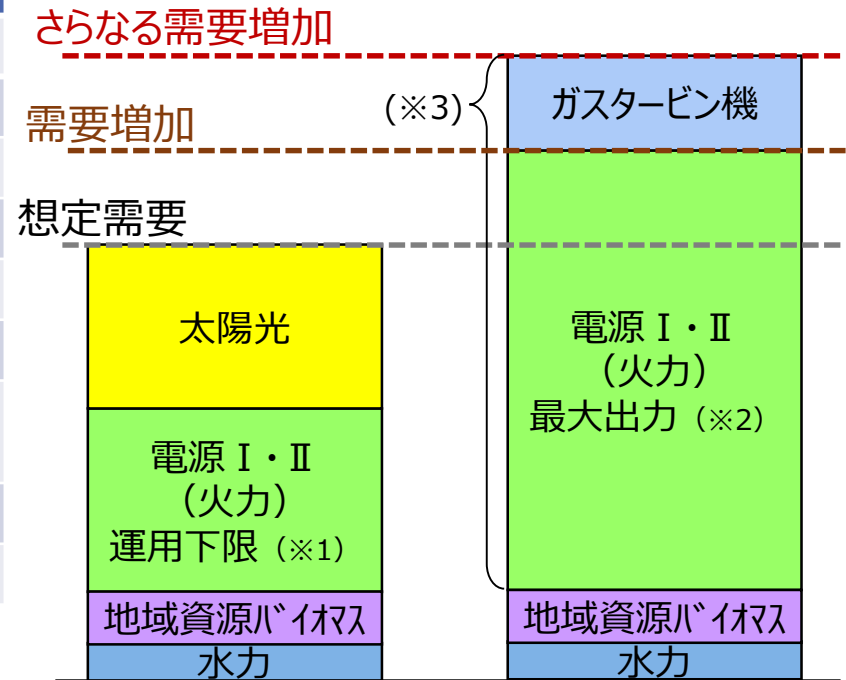 さらなる需要増加
(※3)
ガスタービン機
需要増加
想定需要
太陽光
電源Ⅰ・Ⅱ
（火力）
運用下限（※1）
地域資源バイオマス
水力
電源Ⅰ・Ⅱ
（火力）
最大出力（※2）
地域資源バイオマス
水力